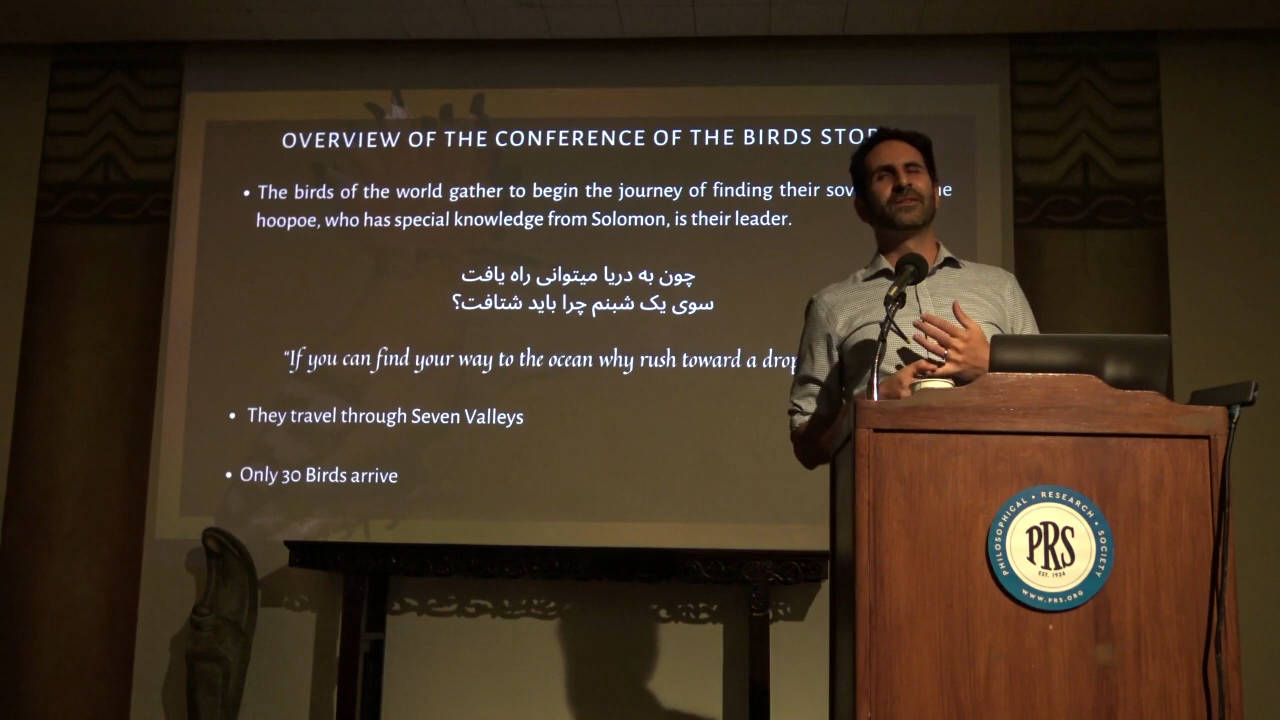 OVERVIEW OF THE CONFERENCE OF THE BIRDS
• The birds of the world gather to begin the journey of finding their
hoopoe, who has special knowledge from Solomon, is their leader.
چون به دریا میتوانی راه یافت
سوی یک شبنم چرا باید شتافت؟
“If you can find your way to the ocean why rush toward a drop
• They travel through Seven Valleys
• Only 30 Birds arrive
PHILOSOPHICAL • RESEARCH • SOCIETY
PRS
EST. 1934
WWW.PRS.ORG